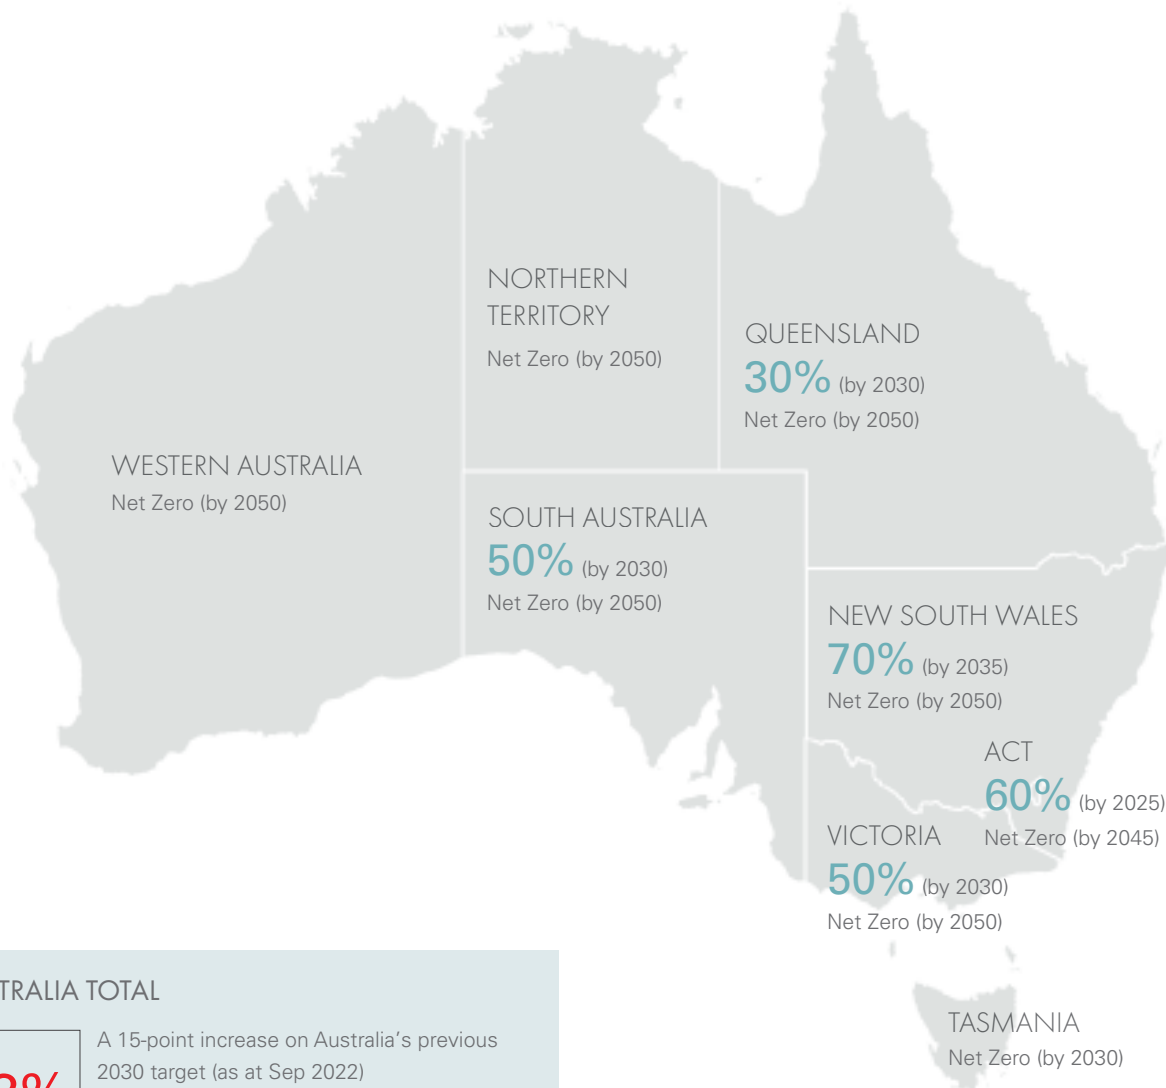 NORTHERN
TERRITORY
Net Zero (by 2050)
QUEENSLAND
30% (by 2030)
Net Zero (by 2050)
WESTERN AUSTRALIA
Net Zero (by 2050)
SOUTH AUSTRALIA
50% (by 2030)
Net Zero (by 2050)
NEW SOUTH WALES
70% (by 2035)
Net Zero (by 2050)
ACT
60% (by 2025)
Net Zero (by 2045)
VICTORIA
50% (by 2030)
Net Zero (by 2050)
TASMANIA
Net Zero (by 2030)
TRALIA TOTAL
A 15-point increase on Australia's previous
2030 target (as at Sep 2022)